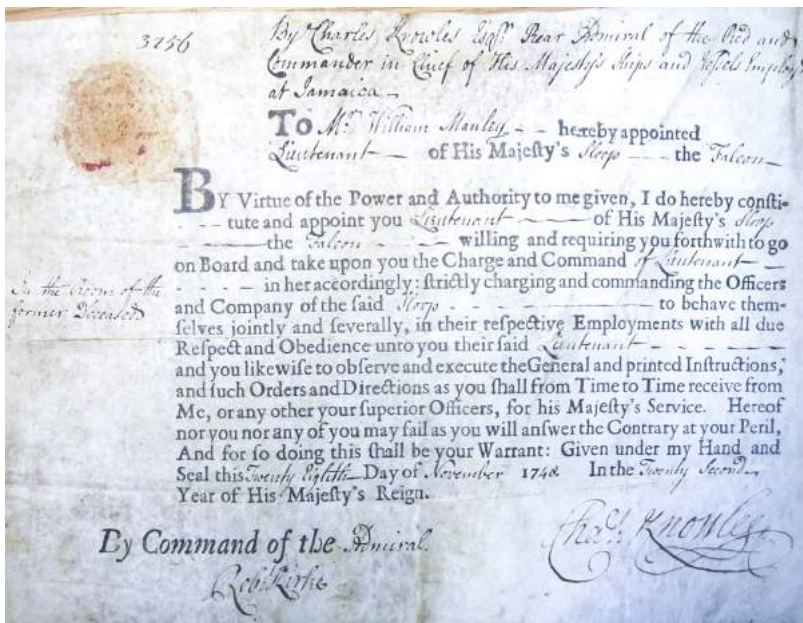 3756
By Charles Knowles Esqr. Rear Admiral of the Red and
Commander in Chief of His Majesty's Ships and Vessels Employ'd
at Jamaica —
To Mr. William Manley — — hereby appointed
Lieutenant — of His Majeſty's Sloop — — the Falcon —
BY Virtue of the Power and Authority to me given, I do hereby conſti-
- - - tute and appoint you Lieutenant — — of His Majeſty's Sloop
- — — the Falcon — - — willing and requiring you forthwith to go
on Board and take upon you the Charge and Command of Lieutenant —
- - - - in her accordingly: ſtrictly charging and commanding the Officers
and Company of the ſaid Sloop - - - — — to behave them-
ſelves jointly and ſeverally, in their reſpective Employments with all due
Reſpect and Obedience unto you their ſaid Lieutenant - - - -
and you likewiſe to obſerve and execute the General and printed Inſtructions,
and ſuch Orders and Directions as you ſhall from Time to Time receive from
Me, or any other your ſuperior Officers, for his Majeſty's Service. Hereof
nor you nor any of you may fail as you will anſwer the Contrary at your Peril,
And for ſo doing this ſhall be your Warrant: Given under my Hand and
Seal this Twenty Eighth Day of November 1748 In the Twenty Second
Year of His Majeſty's Reign.
In the Room of the
former Deceased
By Command of the Admiral.
Robt. Kirke
Chas. Knowles